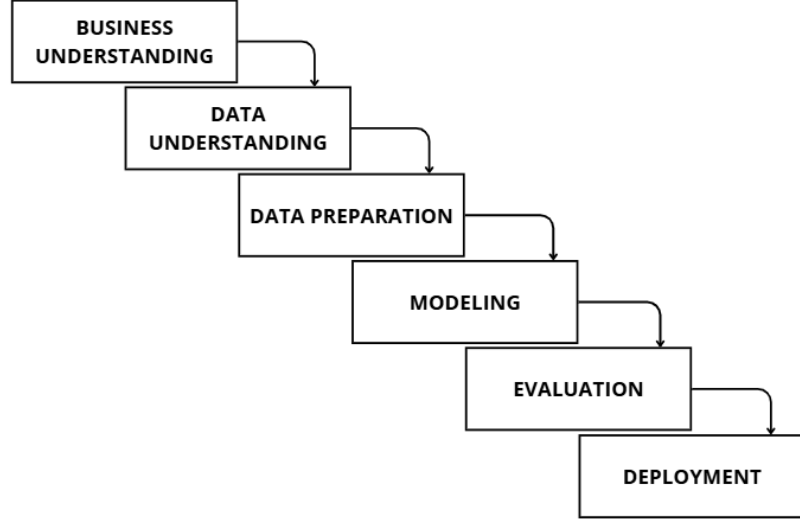 BUSINESS
UNDERSTANDING
DATA
UNDERSTANDING
DATA PREPARATION
MODELING
EVALUATION
DEPLOYMENT